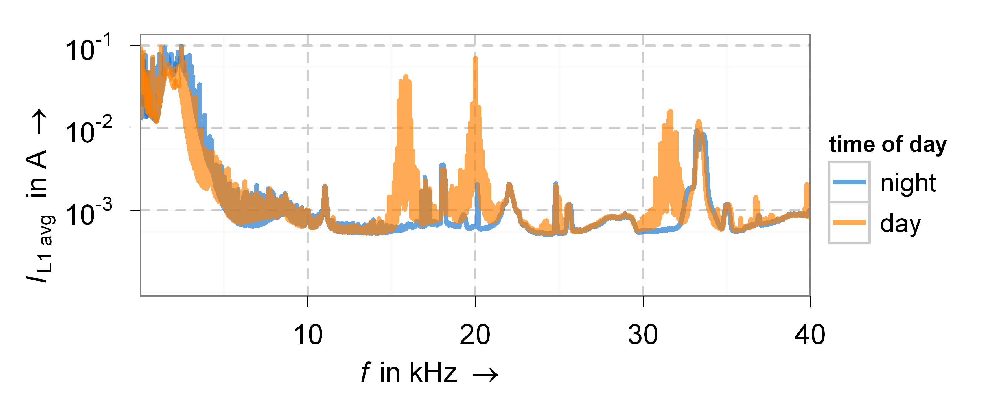 I L1 avg in A →
10-1
10-2
10-3
10 20 30 40
f in kHz →
time of day
night
day